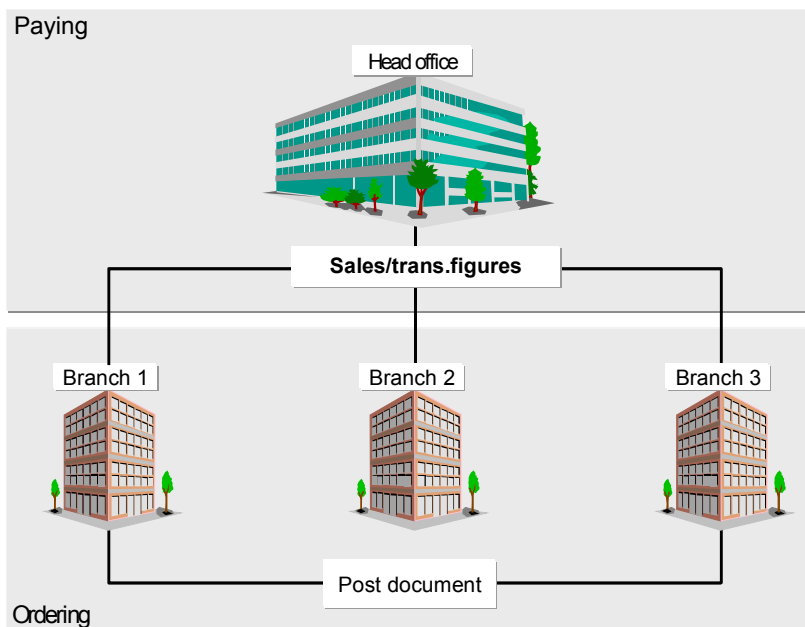 Paying
Head office
Sales/trans.figures
Branch 1
Branch 2
Branch 3
Post document
Ordering